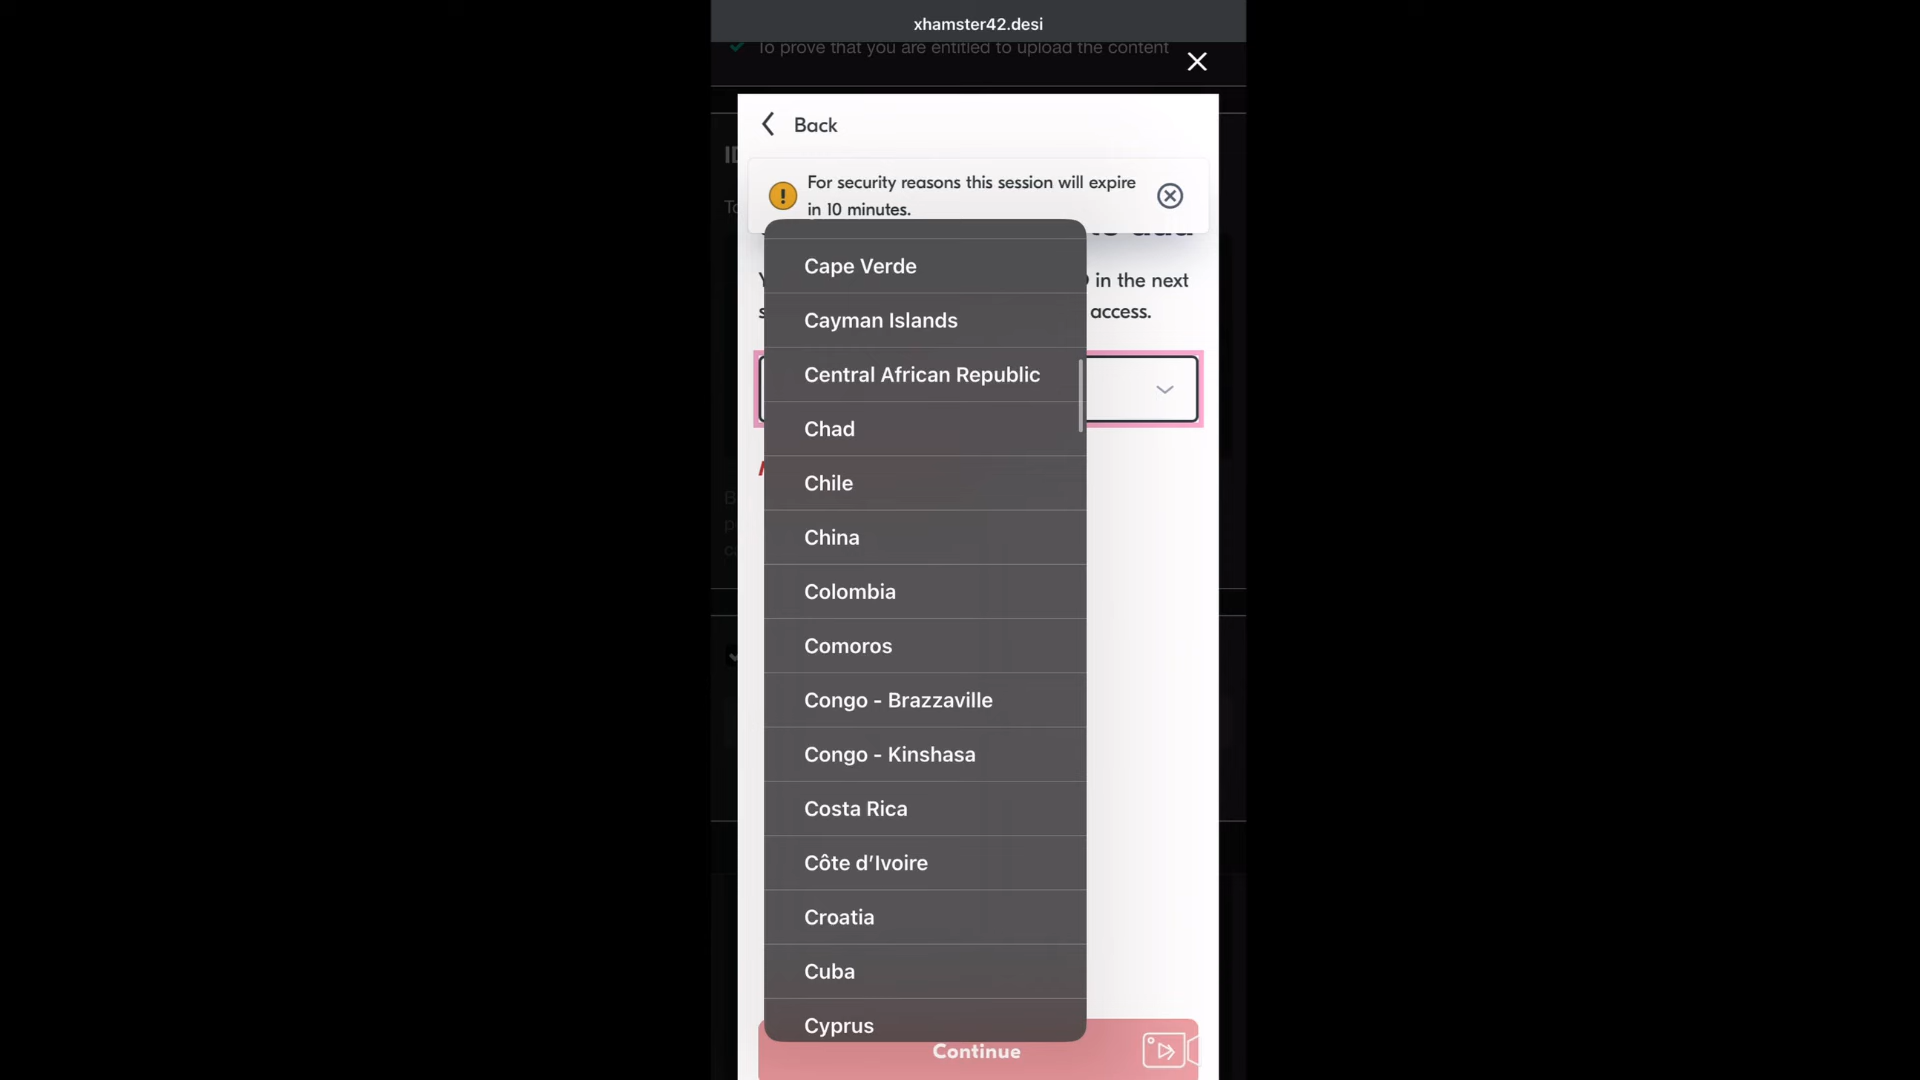 xhamster42.desi
To prove that you are entitled to upload the content
Back
For security reasons this session will expire
in 10 minutes.
in the next
access.
Cape Verde
Cayman Islands
Central African Republic
Chad
Chile
China
Colombia
Comoros
Congo - Brazzaville
Congo - Kinshasa
Costa Rica
Côte d’Ivoire
Croatia
Cuba
Cyprus
Continue